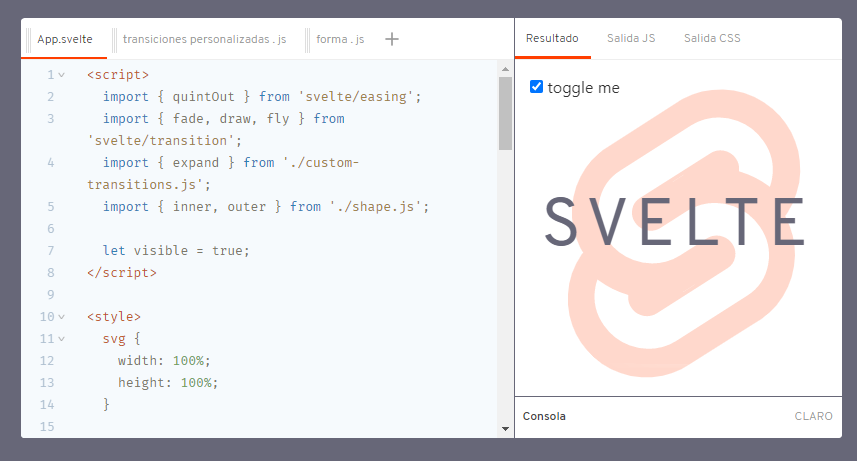 App.svelte
transiciones personalizadas . js
forma . js
Resultado
Salida JS
Salida CSS
1 <script>
2 import { quintOut } from 'svelte/easing';
3 import { fade, draw, fly } from
'svelte/transition';
4 import { expand } from './custom-
transitions.js';
5 import { inner, outer } from './shape.js';
6
7 let visible = true;
8 </script>
9
10 <style>
11 svg {
12 width: 100%;
13 height: 100%;
14 }
15
toggle me
SVELTE
Consola
CLARO